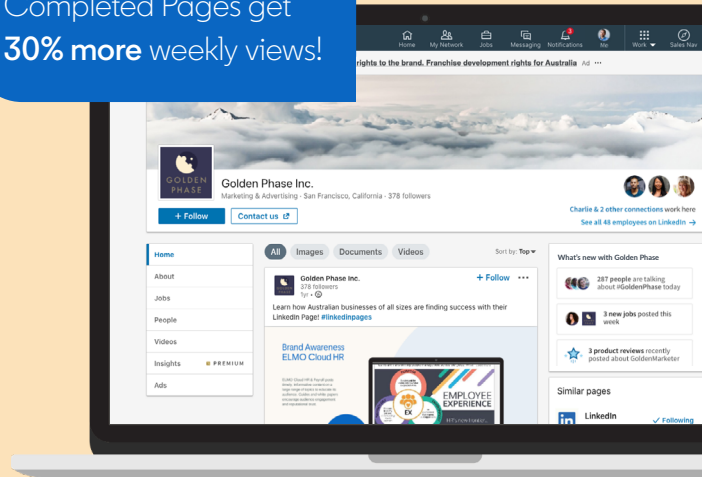 Completed Pages get
30% more weekly views!
3
Home My Network Jobs Messaging Notifications Me Work Sales Nav
rights to the brand. Franchise development rights for Australia Ad ···
GOLDEN
PHASE
Golden Phase Inc.
Marketing & Advertising · San Francisco, California · 378 followers
+ Follow
Contact us
Charlie & 2 other connections work here
See all 48 employees on LinkedIn →
Home
About
Jobs
People
Videos
Insights PREMIUM
Ads
All Images Documents Videos
Sort by: Top
Golden Phase Inc.
378 followers
1yr •
+ Follow ···
Learn how Australian businesses of all sizes are finding success with their
LinkedIn Page! #linkedinpages
Brand Awareness
ELMO Cloud HR
EMPLOYEE
EXPERIENCE
EX
What's new with Golden Phase
287 people are talking
about #GoldenPhase today
3 new jobs posted this
week
3 product reviews recently
posted about GoldenMarketer
Similar pages
in
LinkedIn
✓ Following